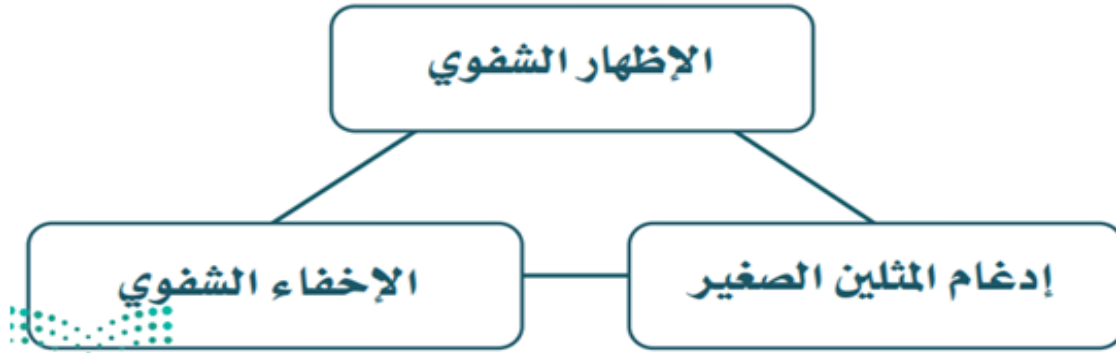 الإظهار الشفوي
إدغام المثلين الصغير
الإخفاء الشفوي